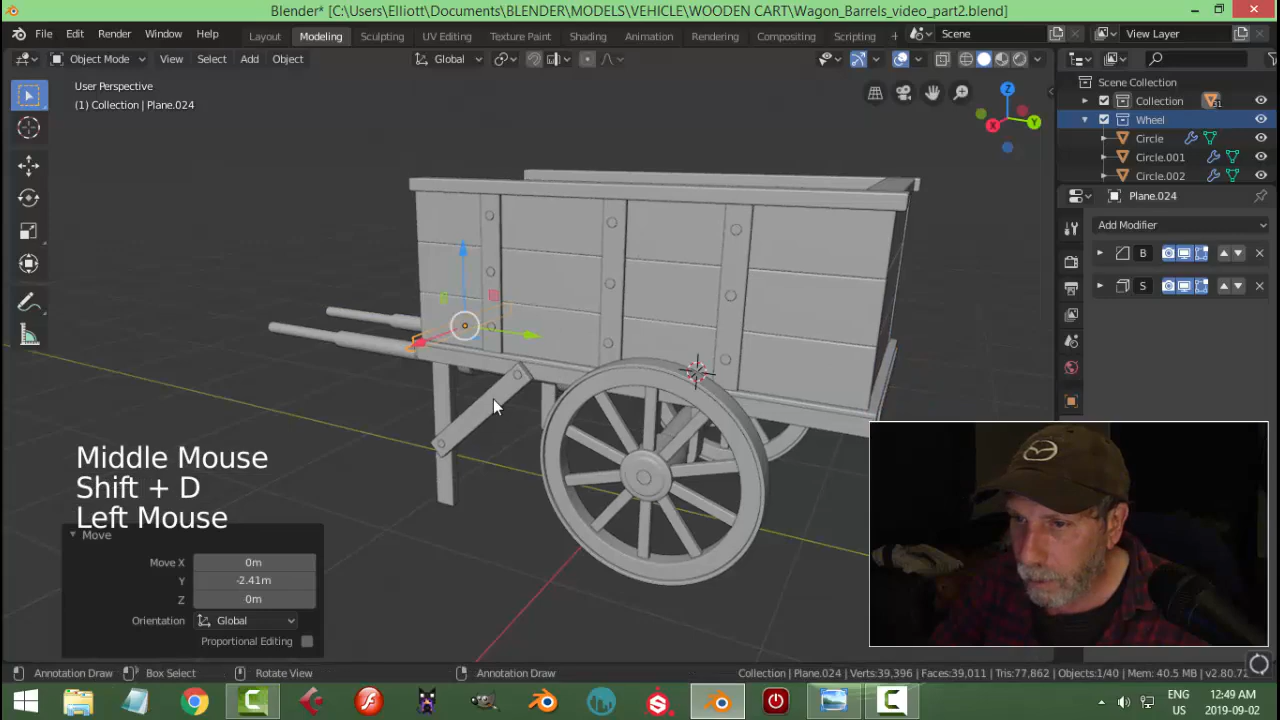 Blender* [C:\Users\Elliott\Documents\BLENDER\MODELS\VEHICLE\WOODEN CART\Wagon_Barrels_video_part2.blend]
File Edit Render Window Help Layout Modeling Sculpting UV Editing Texture Paint Shading Animation Rendering Compositing Scripting + Scene View Layer
Object Mode View Select Add Object Global
User Perspective
(1) Collection | Plane.024
Z
Y
X
Scene Collection
Collection 31
Wheel
Circle
Circle.001
Circle.002
Plane.024
Add Modifier
B
S
Middle Mouse
Shift + D
Left Mouse
Move
Move X 0m
Y -2.41m
Z 0m
Orientation Global
Proportional Editing
Annotation Draw Box Select Rotate View Annotation Draw Collection | Plane.024 | Verts:39,396 | Faces:39,011 | Tris:77,862 | Objects:1/40 | Mem: 40.5 MB | v2.80.7
ENG 12:49 AM
US 2019-09-02